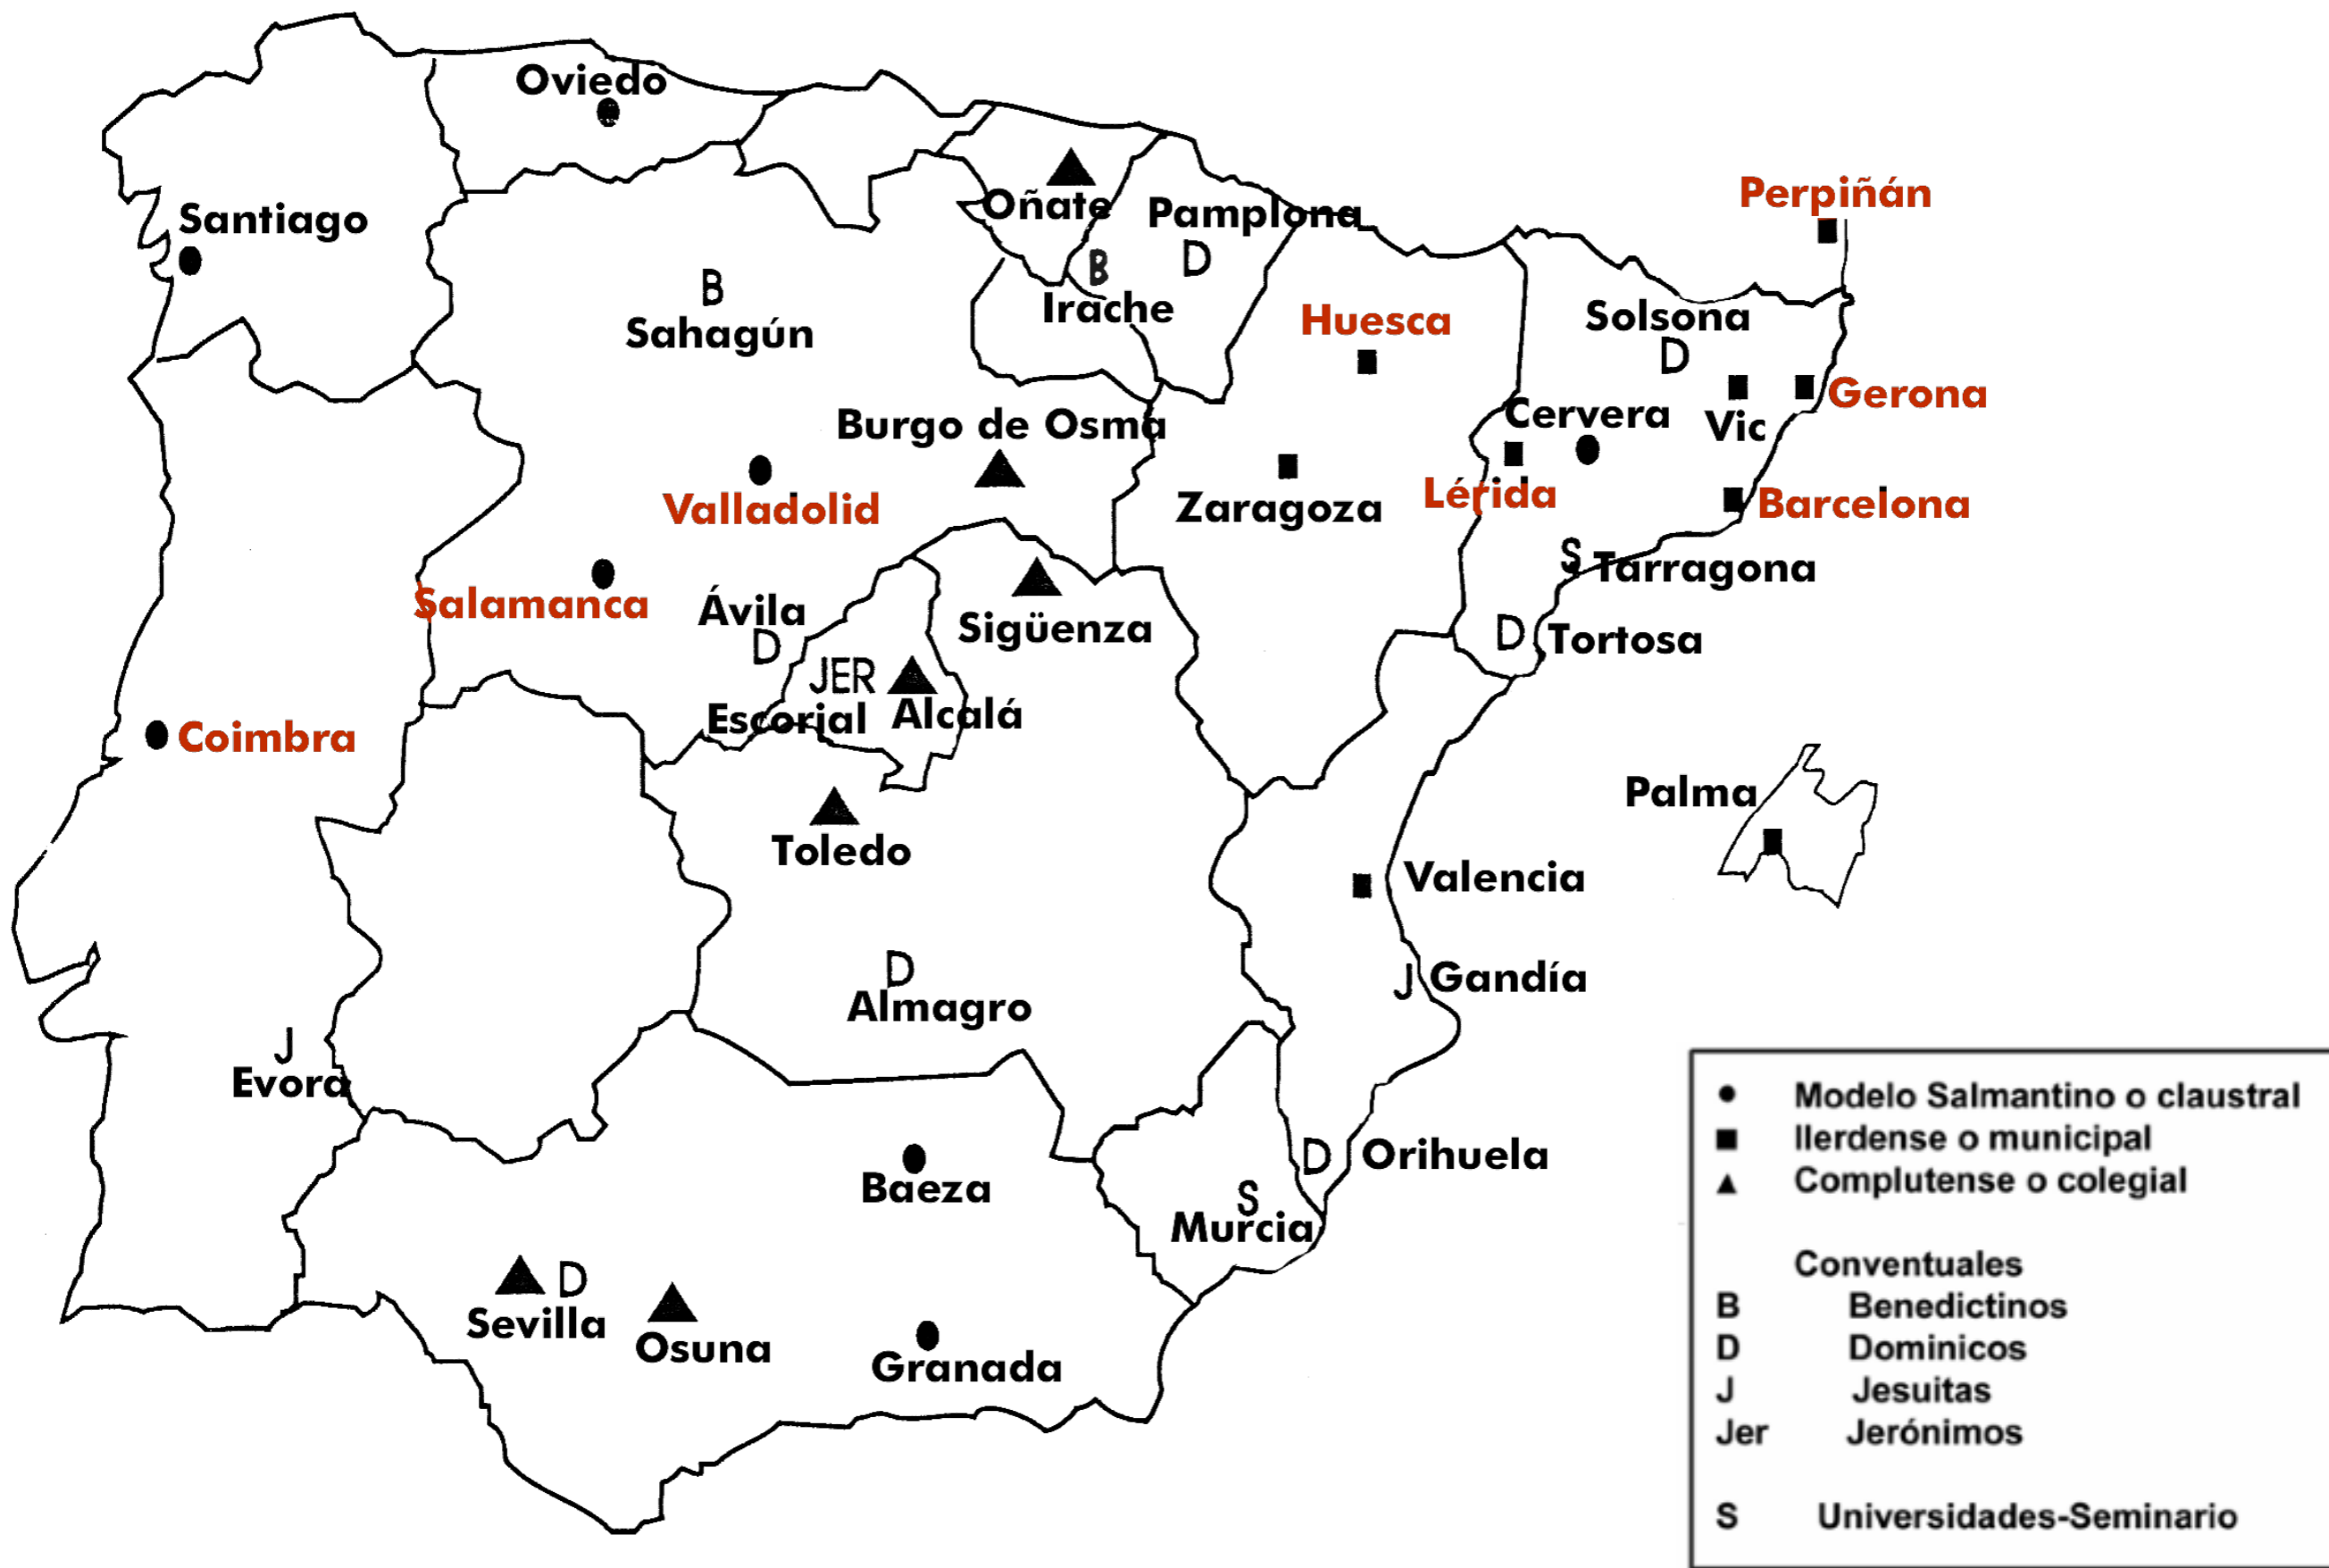 Oviedo
Santiago
Oñate
Pamplona
D
B
Irache
B
Sahagún
Perpiñán
Huesca
Solsona
D
Gerona
Cervera
Vic
Burgo de Osma
Valladolid
Zaragoza
Lérida
Barcelona
S Tarragona
Salamanca
Ávila
D
Sigüenza
D Tortosa
JER
Escorial
Alcalá
Coimbra
Palma
Toledo
Valencia
D
Almagro
J Gandía
J
Evora
Baeza
D Orihuela
S
Murcia
D
Sevilla
Osuna
Granada
● Modelo Salmantino o claustral
■ Ilerdense o municipal
▲ Complutense o colegial
Conventuales
B Benedictinos
D Dominicos
J Jesuitas
Jer Jerónimos
S Universidades-Seminario